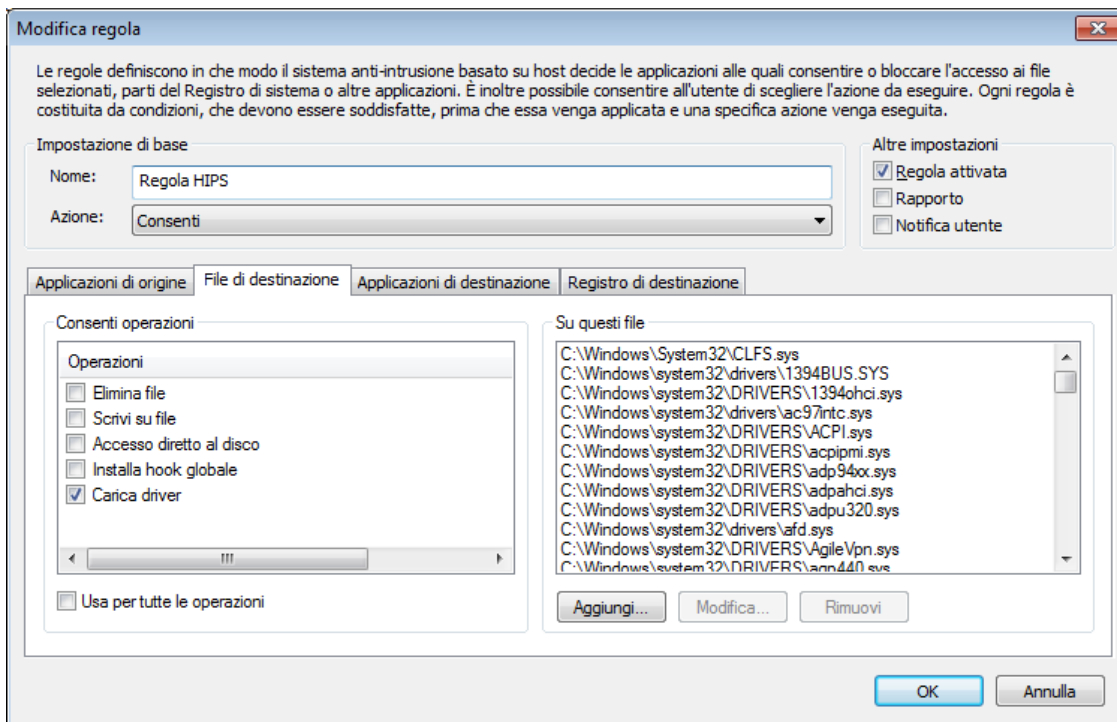 Modifica regola
Le regole definiscono in che modo il sistema anti-intrusione basato su host decide le applicazioni alle quali consentire o bloccare l'accesso ai file
selezionati, parti del Registro di sistema o altre applicazioni. È inoltre possibile consentire all'utente di scegliere l'azione da eseguire. Ogni regola è
costituita da condizioni, che devono essere soddisfatte, prima che essa venga applicata e una specifica azione venga eseguita.
Impostazione di base
Nome:
Regola HIPS
Azione:
Consenti
Altre impostazioni
Regola attivata
Rapporto
Notifica utente
Applicazioni di origine
File di destinazione
Applicazioni di destinazione
Registro di destinazione
Consenti operazioni
Operazioni
Elimina file
Scrivi su file
Accesso diretto al disco
Installa hook globale
Carica driver
Usa per tutte le operazioni
Su questi file
C:\Windows\System32\CLFS.sys
C:\Windows\system32\drivers\1394BUS.SYS
C:\Windows\system32\DRIVERS\1394ohci.sys
C:\Windows\system32\drivers\ac97intc.sys
C:\Windows\system32\DRIVERS\ACPI.sys
C:\Windows\system32\DRIVERS\acpipmi.sys
C:\Windows\system32\DRIVERS\adp94xx.sys
C:\Windows\system32\DRIVERS\adpahci.sys
C:\Windows\system32\DRIVERS\adpu320.sys
C:\Windows\system32\drivers\afd.sys
C:\Windows\system32\DRIVERS\AgileVpn.sys
C:\Windows\system32\DRIVERS\agp440.sys
Aggiungi...
Modifica...
Rimuovi
OK
Annulla